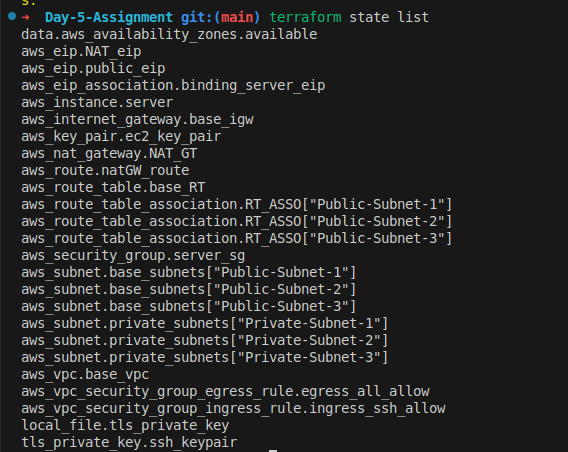 s.
➜ Day-5-Assignment git:(main) terraform state list
data.aws_availability_zones.available
aws_eip.NAT_eip
aws_eip.public_eip
aws_eip_association.binding_server_eip
aws_instance.server
aws_internet_gateway.base_igw
aws_key_pair.ec2_key_pair
aws_nat_gateway.NAT_GT
aws_route.natGW_route
aws_route_table.base_RT
aws_route_table_association.RT_ASSO["Public-Subnet-1"]
aws_route_table_association.RT_ASSO["Public-Subnet-2"]
aws_route_table_association.RT_ASSO["Public-Subnet-3"]
aws_security_group.server_sg
aws_subnet.base_subnets["Public-Subnet-1"]
aws_subnet.base_subnets["Public-Subnet-2"]
aws_subnet.base_subnets["Public-Subnet-3"]
aws_subnet.private_subnets["Private-Subnet-1"]
aws_subnet.private_subnets["Private-Subnet-2"]
aws_subnet.private_subnets["Private-Subnet-3"]
aws_vpc.base_vpc
aws_vpc_security_group_egress_rule.egress_all_allow
aws_vpc_security_group_ingress_rule.ingress_ssh_allow
local_file.tls_private_key
tls_private_key.ssh_keypair